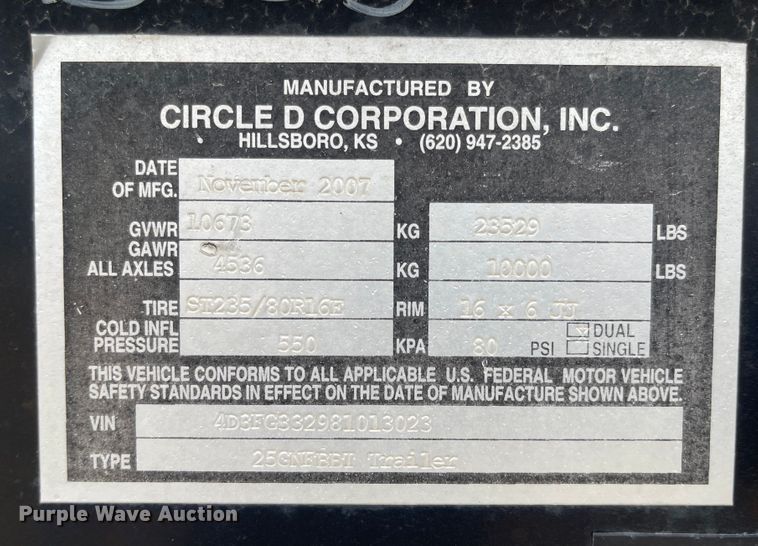 MANUFACTURED BY
CIRCLE D CORPORATION, INC.
• HILLSBORO, KS • (620) 947-2385
DATE OF MFG. November 2007
GVWR 10673 KG 23529 LBS
GAWR ALL AXLES 4536 KG 10000 LBS
TIRE ST235/80R16E RIM 16 x 6 JJ
COLD INFL PRESSURE 550 KPA 80 PSI DUAL SINGLE
THIS VEHICLE CONFORMS TO ALL APPLICABLE U.S. FEDERAL MOTOR VEHICLE
SAFETY STANDARDS IN EFFECT ON THE DATE OF MANUFACTURE SHOWN ABOVE.
VIN 4D3FG332981013023
TYPE Trailer
Purple Wave Auction